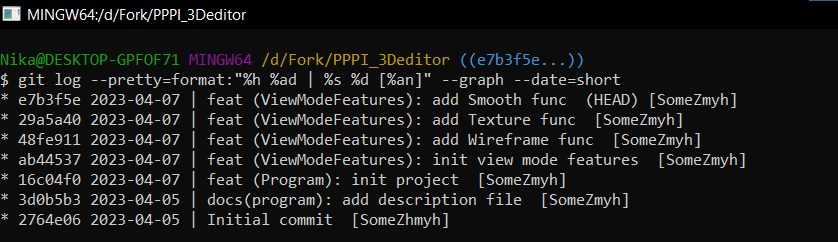 MINGW64:/d/Fork/PPPI_3Deditor
Nika@DESKTOP-GPFOF71 MINGW64 /d/Fork/PPPI_3Deditor ((e7b3f5e...))
$ git log --pretty=format:"%h %ad | %s %d [%an]" --graph --date=short
* e7b3f5e 2023-04-07 | feat (ViewModeFeatures): add Smooth func  (HEAD) [SomeZmyh]
* 29a5a40 2023-04-07 | feat (ViewModeFeatures): add Texture func  [SomeZmyh]
* 48fe911 2023-04-07 | feat (ViewModeFeatures): add Wireframe func  [SomeZmyh]
* ab44537 2023-04-07 | feat (ViewModeFeatures): init view mode features  [SomeZmyh]
* 16c04f0 2023-04-07 | feat (Program): init project  [SomeZmyh]
* 3d0b5b3 2023-04-05 | docs(program): add description file  [SomeZmyh]
* 2764e06 2023-04-05 | Initial commit  [SomeZhmyh]